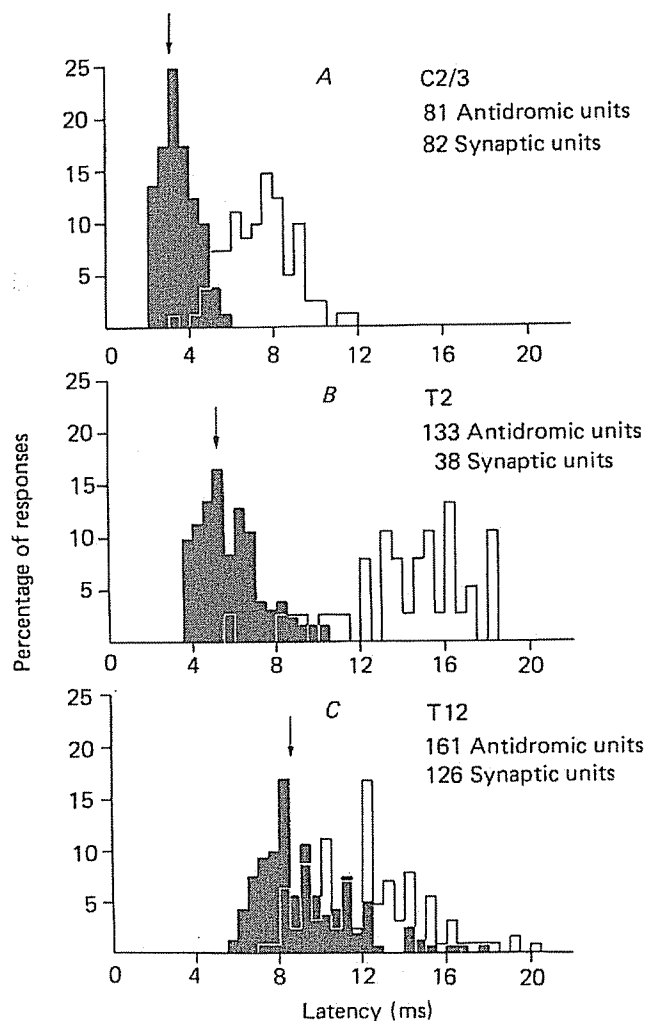 A C2/3
81 Antidromic units
82 Synaptic units
25
20
15
10
5
0 4 8 12 16 20
B T2
133 Antidromic units
38 Synaptic units
25
20
15
10
5
0 4 8 12 16 20
C T12
161 Antidromic units
126 Synaptic units
25
20
15
10
5
0 4 8 12 16 20
Percentage of responses
Latency (ms)